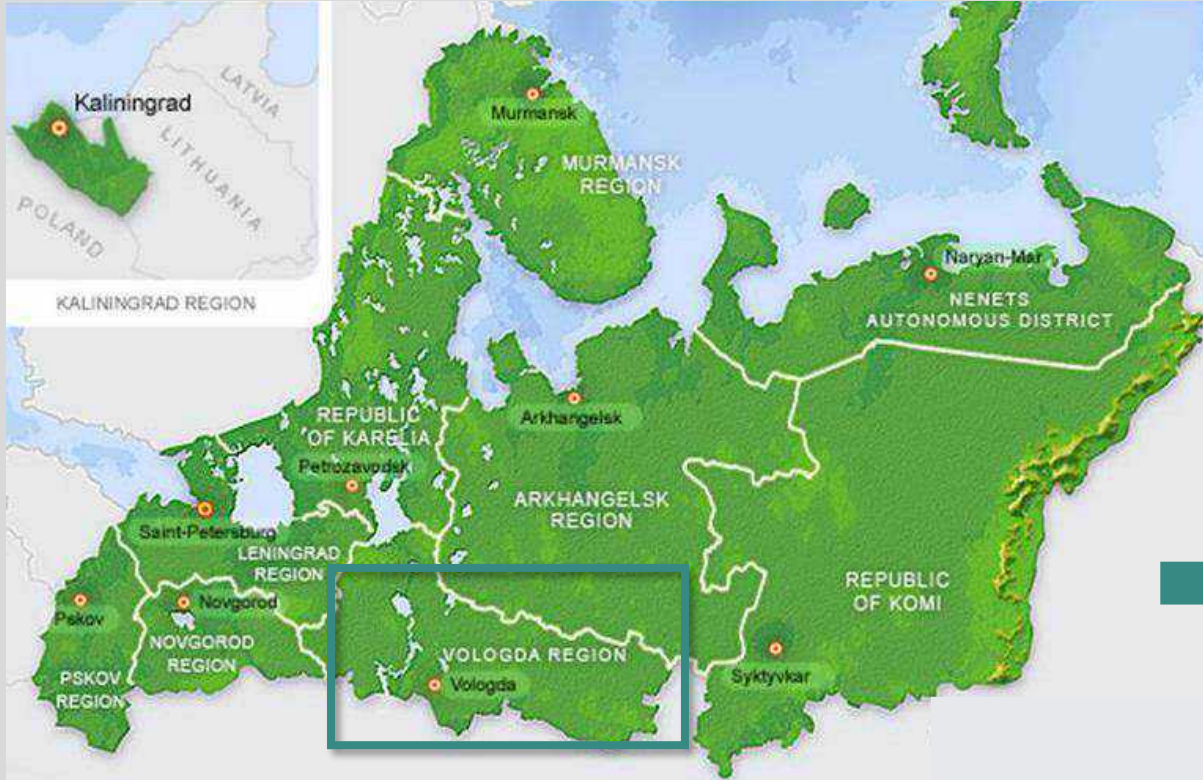 Kaliningrad
LATVIA
LITHUANIA
POLAND
KALININGRAD REGION
Murmansk
MURMANSK
REGION
Naryan-Mar
NENETS
AUTONOMOUS DISTRICT
Arkhangelsk
REPUBLIC
OF KARELIA
Petrozavodsk
ARKHANGELSK
REGION
Saint-Petersburg
LENINGRAD
REGION
REPUBLIC
OF KOMI
Pskov
Novgorod
NOVGOROD
REGION
PSKOV
REGION
VOLOGDA REGION
Vologda
Syktyvkar